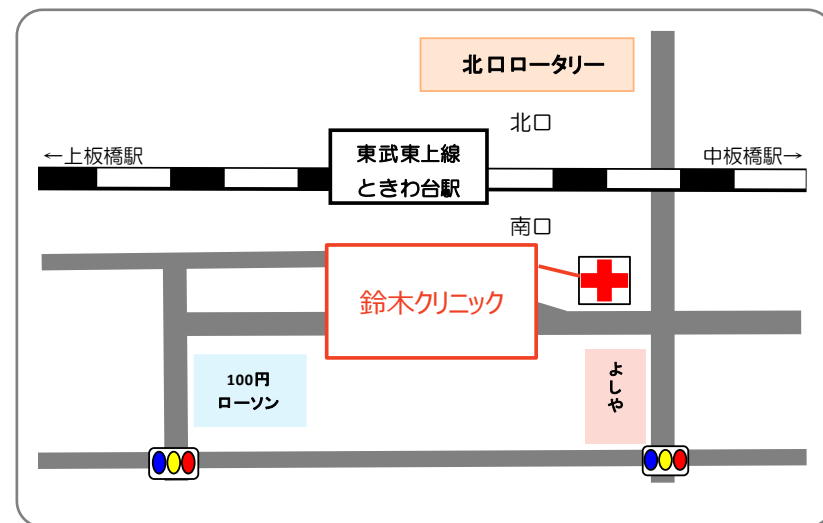 北口ロータリー
北口
←上板橋駅
東武東上線
ときわ台駅
中板橋駅→
南口
鈴木クリニック
100円
ローソン
よしや